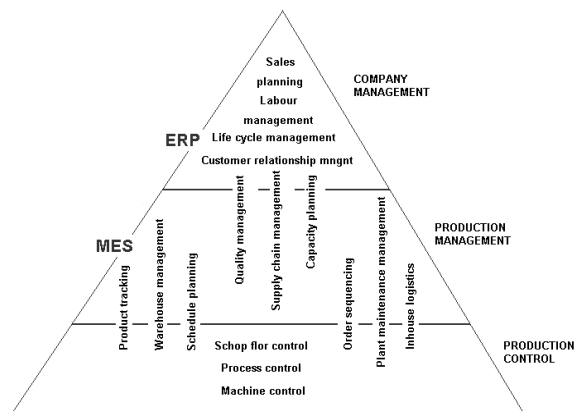 Sales
planning
Labour
management
Life cycle management
Customer relationship mngnt
ERP
COMPANY
MANAGEMENT
MES
Product tracking
Warehouse management
Schedule planning
Quality management
Supply chain management
Capacity planning
Order sequencing
Plant maintenance management
Inhouse logistics
PRODUCTION
MANAGEMENT
Schop flor control
Process control
Machine control
PRODUCTION
CONTROL